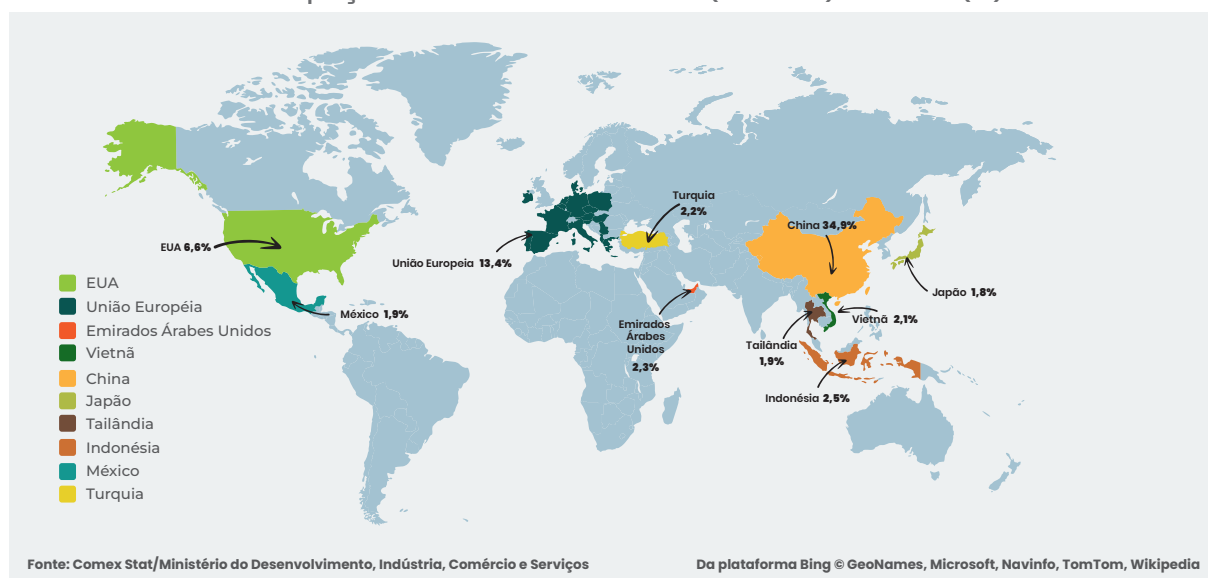 Turquia
2,2%
China 34,9%
EUA 6,6%
União Europeia 13,4%
Japão 1,8%
México 1,9%
Vietnã 2,1%
Emirados
Árabes
Unidos
2,3%
Tailândia
1,9%
Indonésia 2,5%
EUA
União Européia
Emirados Árabes Unidos
Vietnã
China
Japão
Tailândia
Indonésia
México
Turquia
Fonte: Comex Stat/Ministério do Desenvolvimento, Indústria, Comércio e Serviços
Da plataforma Bing © GeoNames, Microsoft, Navinfo, TomTom, Wikipedia